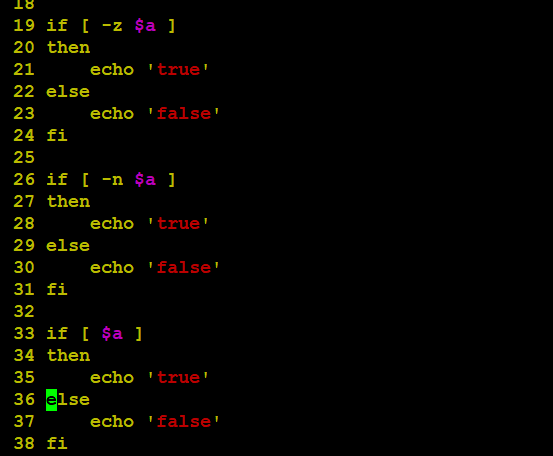 18
19 if [ -z $a ]
20 then
21     echo 'true'
22 else
23     echo 'false'
24 fi
25
26 if [ -n $a ]
27 then
28     echo 'true'
29 else
30     echo 'false'
31 fi
32
33 if [ $a ]
34 then
35     echo 'true'
36 else
37     echo 'false'
38 fi